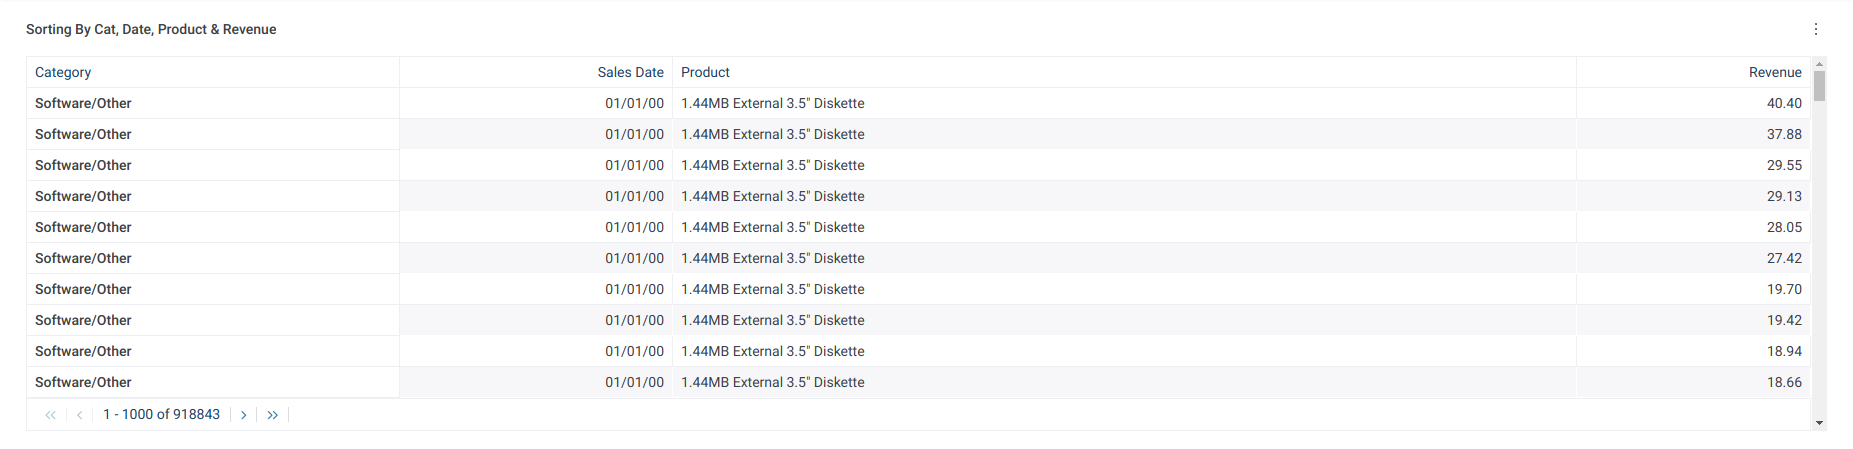 Sorting By Cat, Date, Product & Revenue
Category Sales Date Product Revenue
Software/Other 01/01/00 1.44MB External 3.5" Diskette 40.40
Software/Other 01/01/00 1.44MB External 3.5" Diskette 37.88
Software/Other 01/01/00 1.44MB External 3.5" Diskette 29.55
Software/Other 01/01/00 1.44MB External 3.5" Diskette 29.13
Software/Other 01/01/00 1.44MB External 3.5" Diskette 28.05
Software/Other 01/01/00 1.44MB External 3.5" Diskette 27.42
Software/Other 01/01/00 1.44MB External 3.5" Diskette 19.70
Software/Other 01/01/00 1.44MB External 3.5" Diskette 19.42
Software/Other 01/01/00 1.44MB External 3.5" Diskette 18.94
Software/Other 01/01/00 1.44MB External 3.5" Diskette 18.66
1 - 1000 of 918843